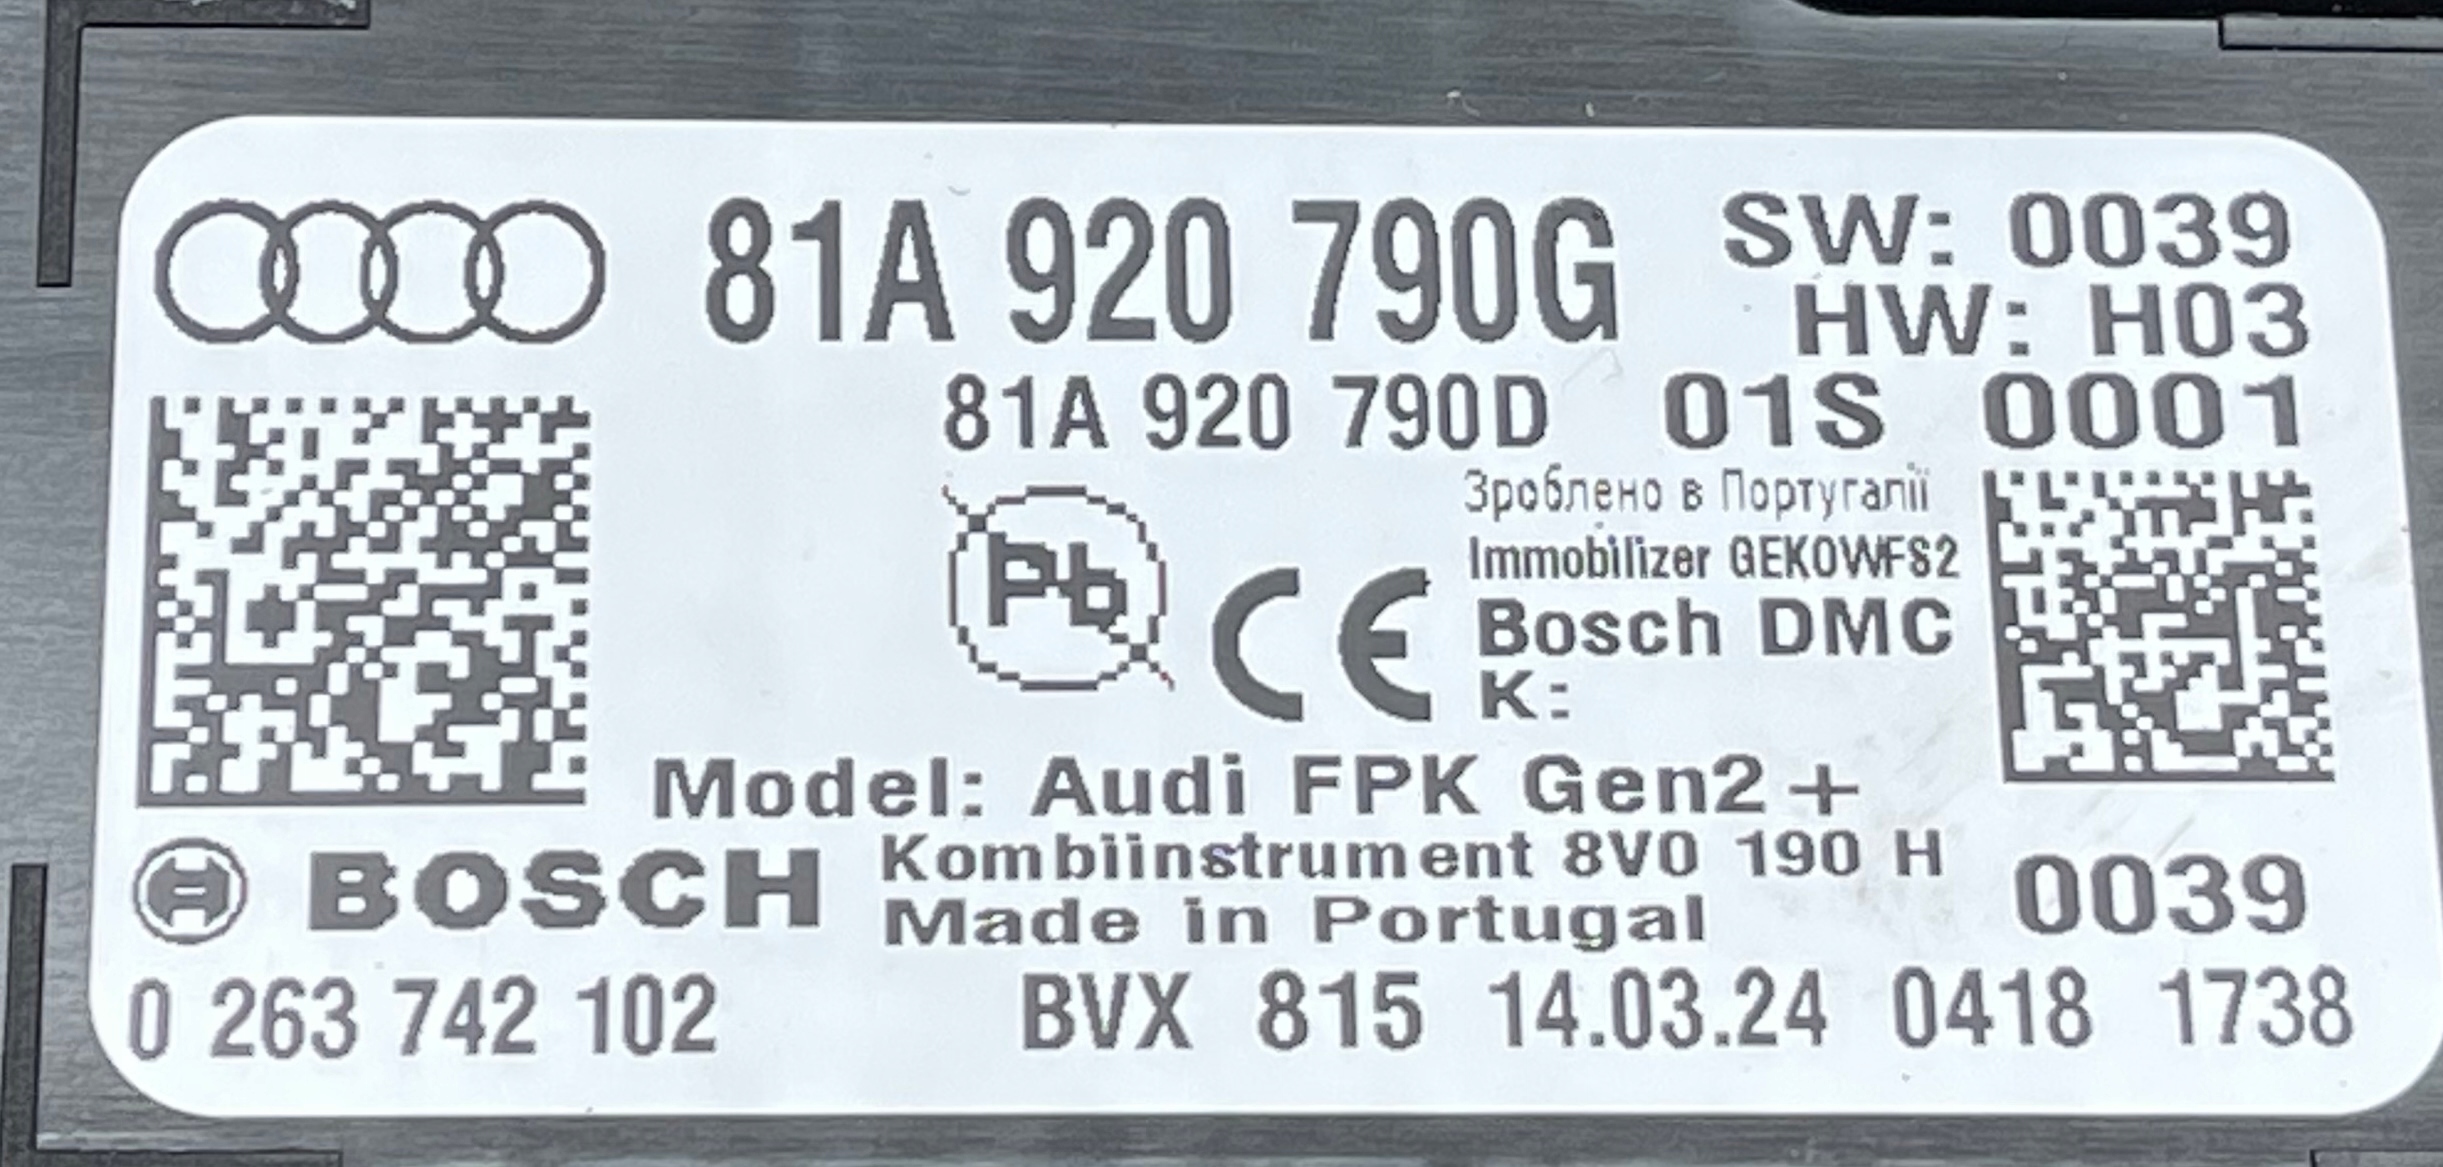 81A 920 790G SW: 0039
HW: H03
81A 920 790D 01S 0001
Pb
CE
Зроблено в Португалії
Immobilizer GEKOWFS2
Bosch DMC
K:
Model: Audi FPK Gen2+
BOSCH
Kombiinstrument 8V0 190 H
Made in Portugal
0039
0 263 742 102 BVX 815 14.03.24 0418 1738